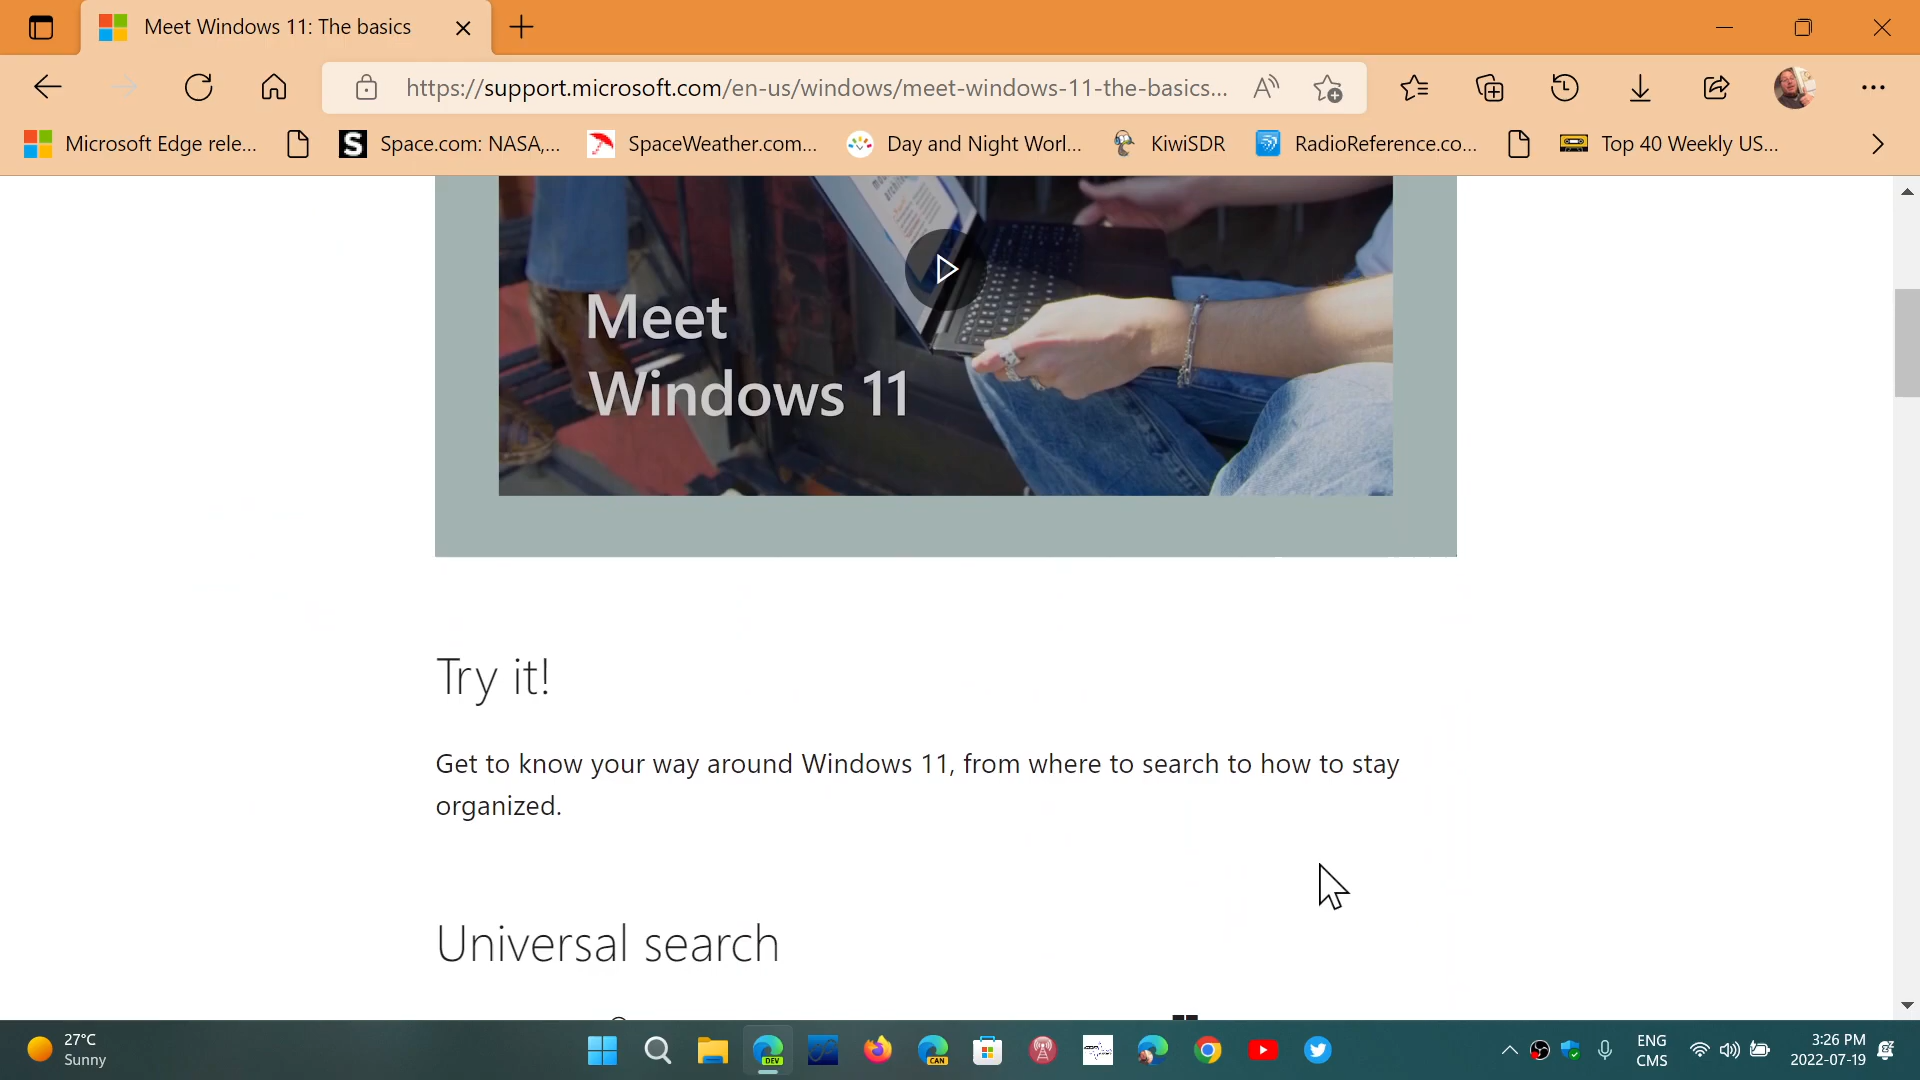 Meet Windows 11: The basics
https://support.microsoft.com/en-us/windows/meet-windows-11-the-basics...
Microsoft Edge rele...
Space.com: NASA,...
SpaceWeather.com...
Day and Night Worl...
KiwiSDR
RadioReference.co...
Top 40 Weekly US...
Meet
Windows 11
Try it!
Get to know your way around Windows 11, from where to search to how to stay
organized.
Universal search
27°C
Sunny
DEV
CAN
ENG
CMS
3:26 PM
2022-07-19